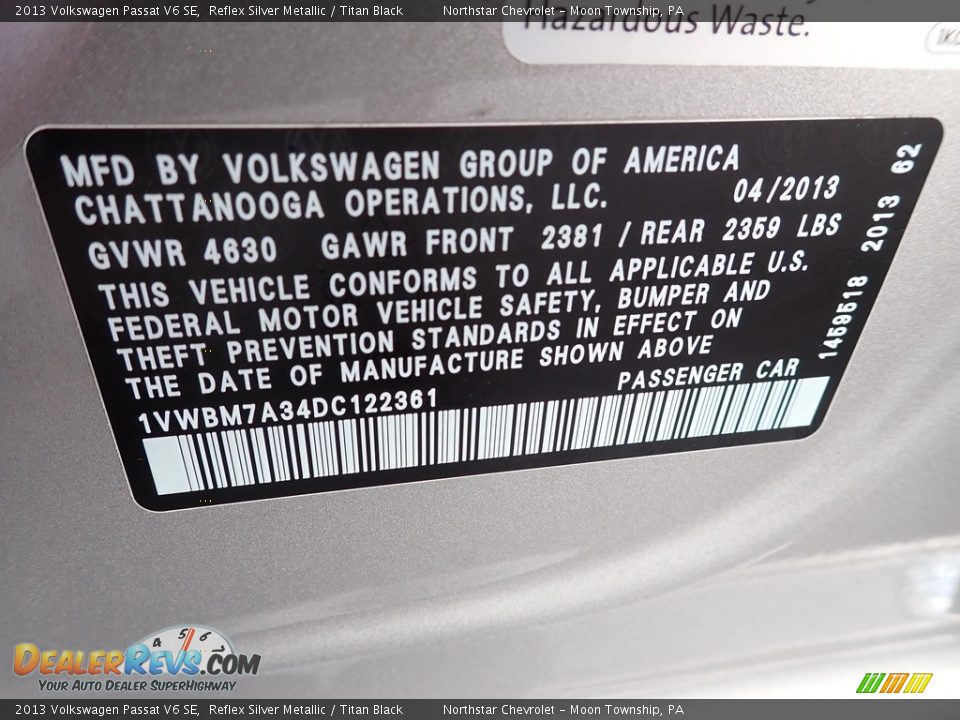 2013 Volkswagen Passat V6 SE, Reflex Silver Metallic / Titan Black Northstar Chevrolet - Moon Township, PA
Hazardous Waste.
MFD BY VOLKSWAGEN GROUP OF AMERICA
CHATTANOOGA OPERATIONS, LLC. 04/2013
GVWR 4630 GAWR FRONT 2381 / REAR 2359 LBS
THIS VEHICLE CONFORMS TO ALL APPLICABLE U.S.
FEDERAL MOTOR VEHICLE SAFETY, BUMPER AND
THEFT PREVENTION STANDARDS IN EFFECT ON
THE DATE OF MANUFACTURE SHOWN ABOVE
PASSENGER CAR
1VWBM7A34DC122361
1459518 2013 62
4 5 6
DEALERREVS.COM
YOUR AUTO DEALER SUPERHIGHWAY
2013 Volkswagen Passat V6 SE, Reflex Silver Metallic / Titan Black Northstar Chevrolet - Moon Township, PA